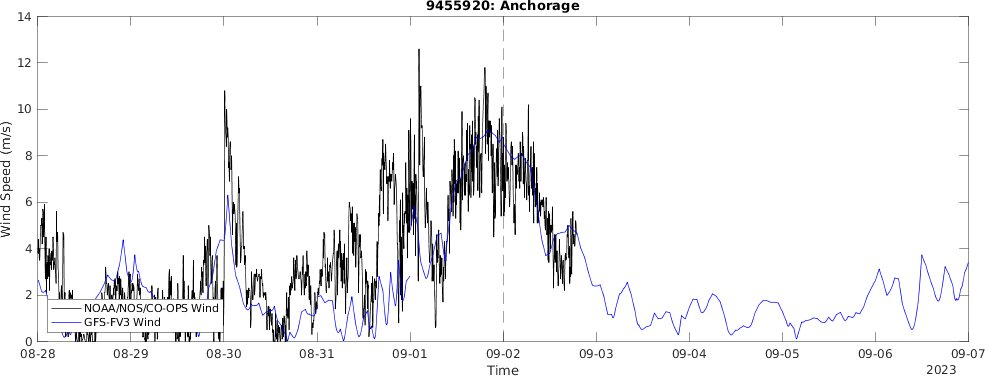 9455920: Anchorage
14
12
10
8
6
4
2
0
Wind Speed (m/s)
NOAA/NOS/CO-OPS Wind
GFS-FV3 Wind
08-28 08-29 08-30 08-31 09-01 09-02 09-03 09-04 09-05 09-06 09-07
Time
2023